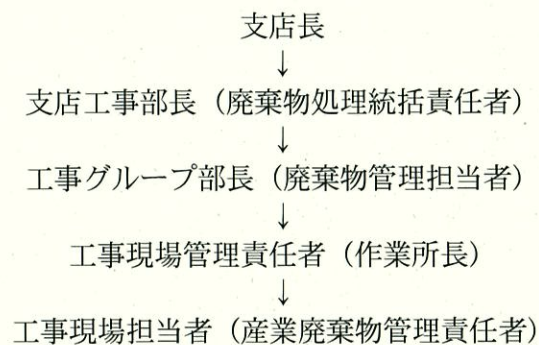 支店長
↓
支店工事部長（廃棄物処理統括責任者）
↓
工事グループ部長（廃棄物管理担当者）
↓
工事現場管理責任者（作業所長）
↓
工事現場担当者（産業廃棄物管理責任者）